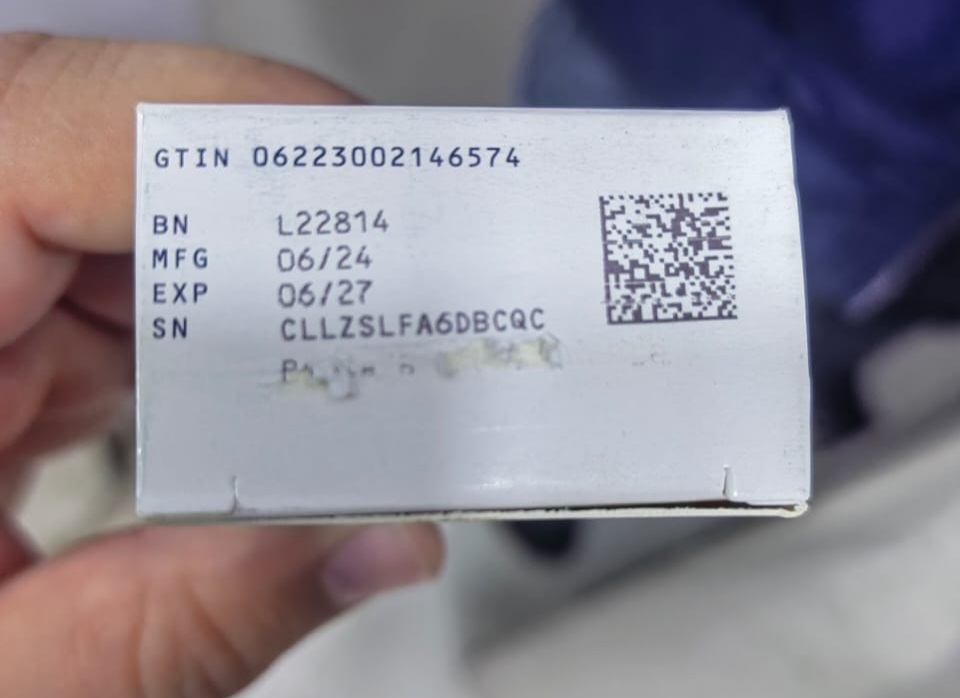 GTIN 06223002146574
BN L22814
MFG 06/24
EXP 06/27
SN CLLZSLFA6DBCQC